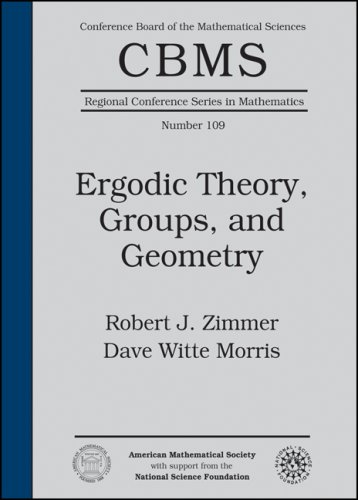 Conference Board of the Mathematical Sciences
CBMS
Regional Conference Series in Mathematics
Number 109
Ergodic Theory,
Groups, and
Geometry
Robert J. Zimmer
Dave Witte Morris
American Mathematical Society
with support from the
National Science Foundation